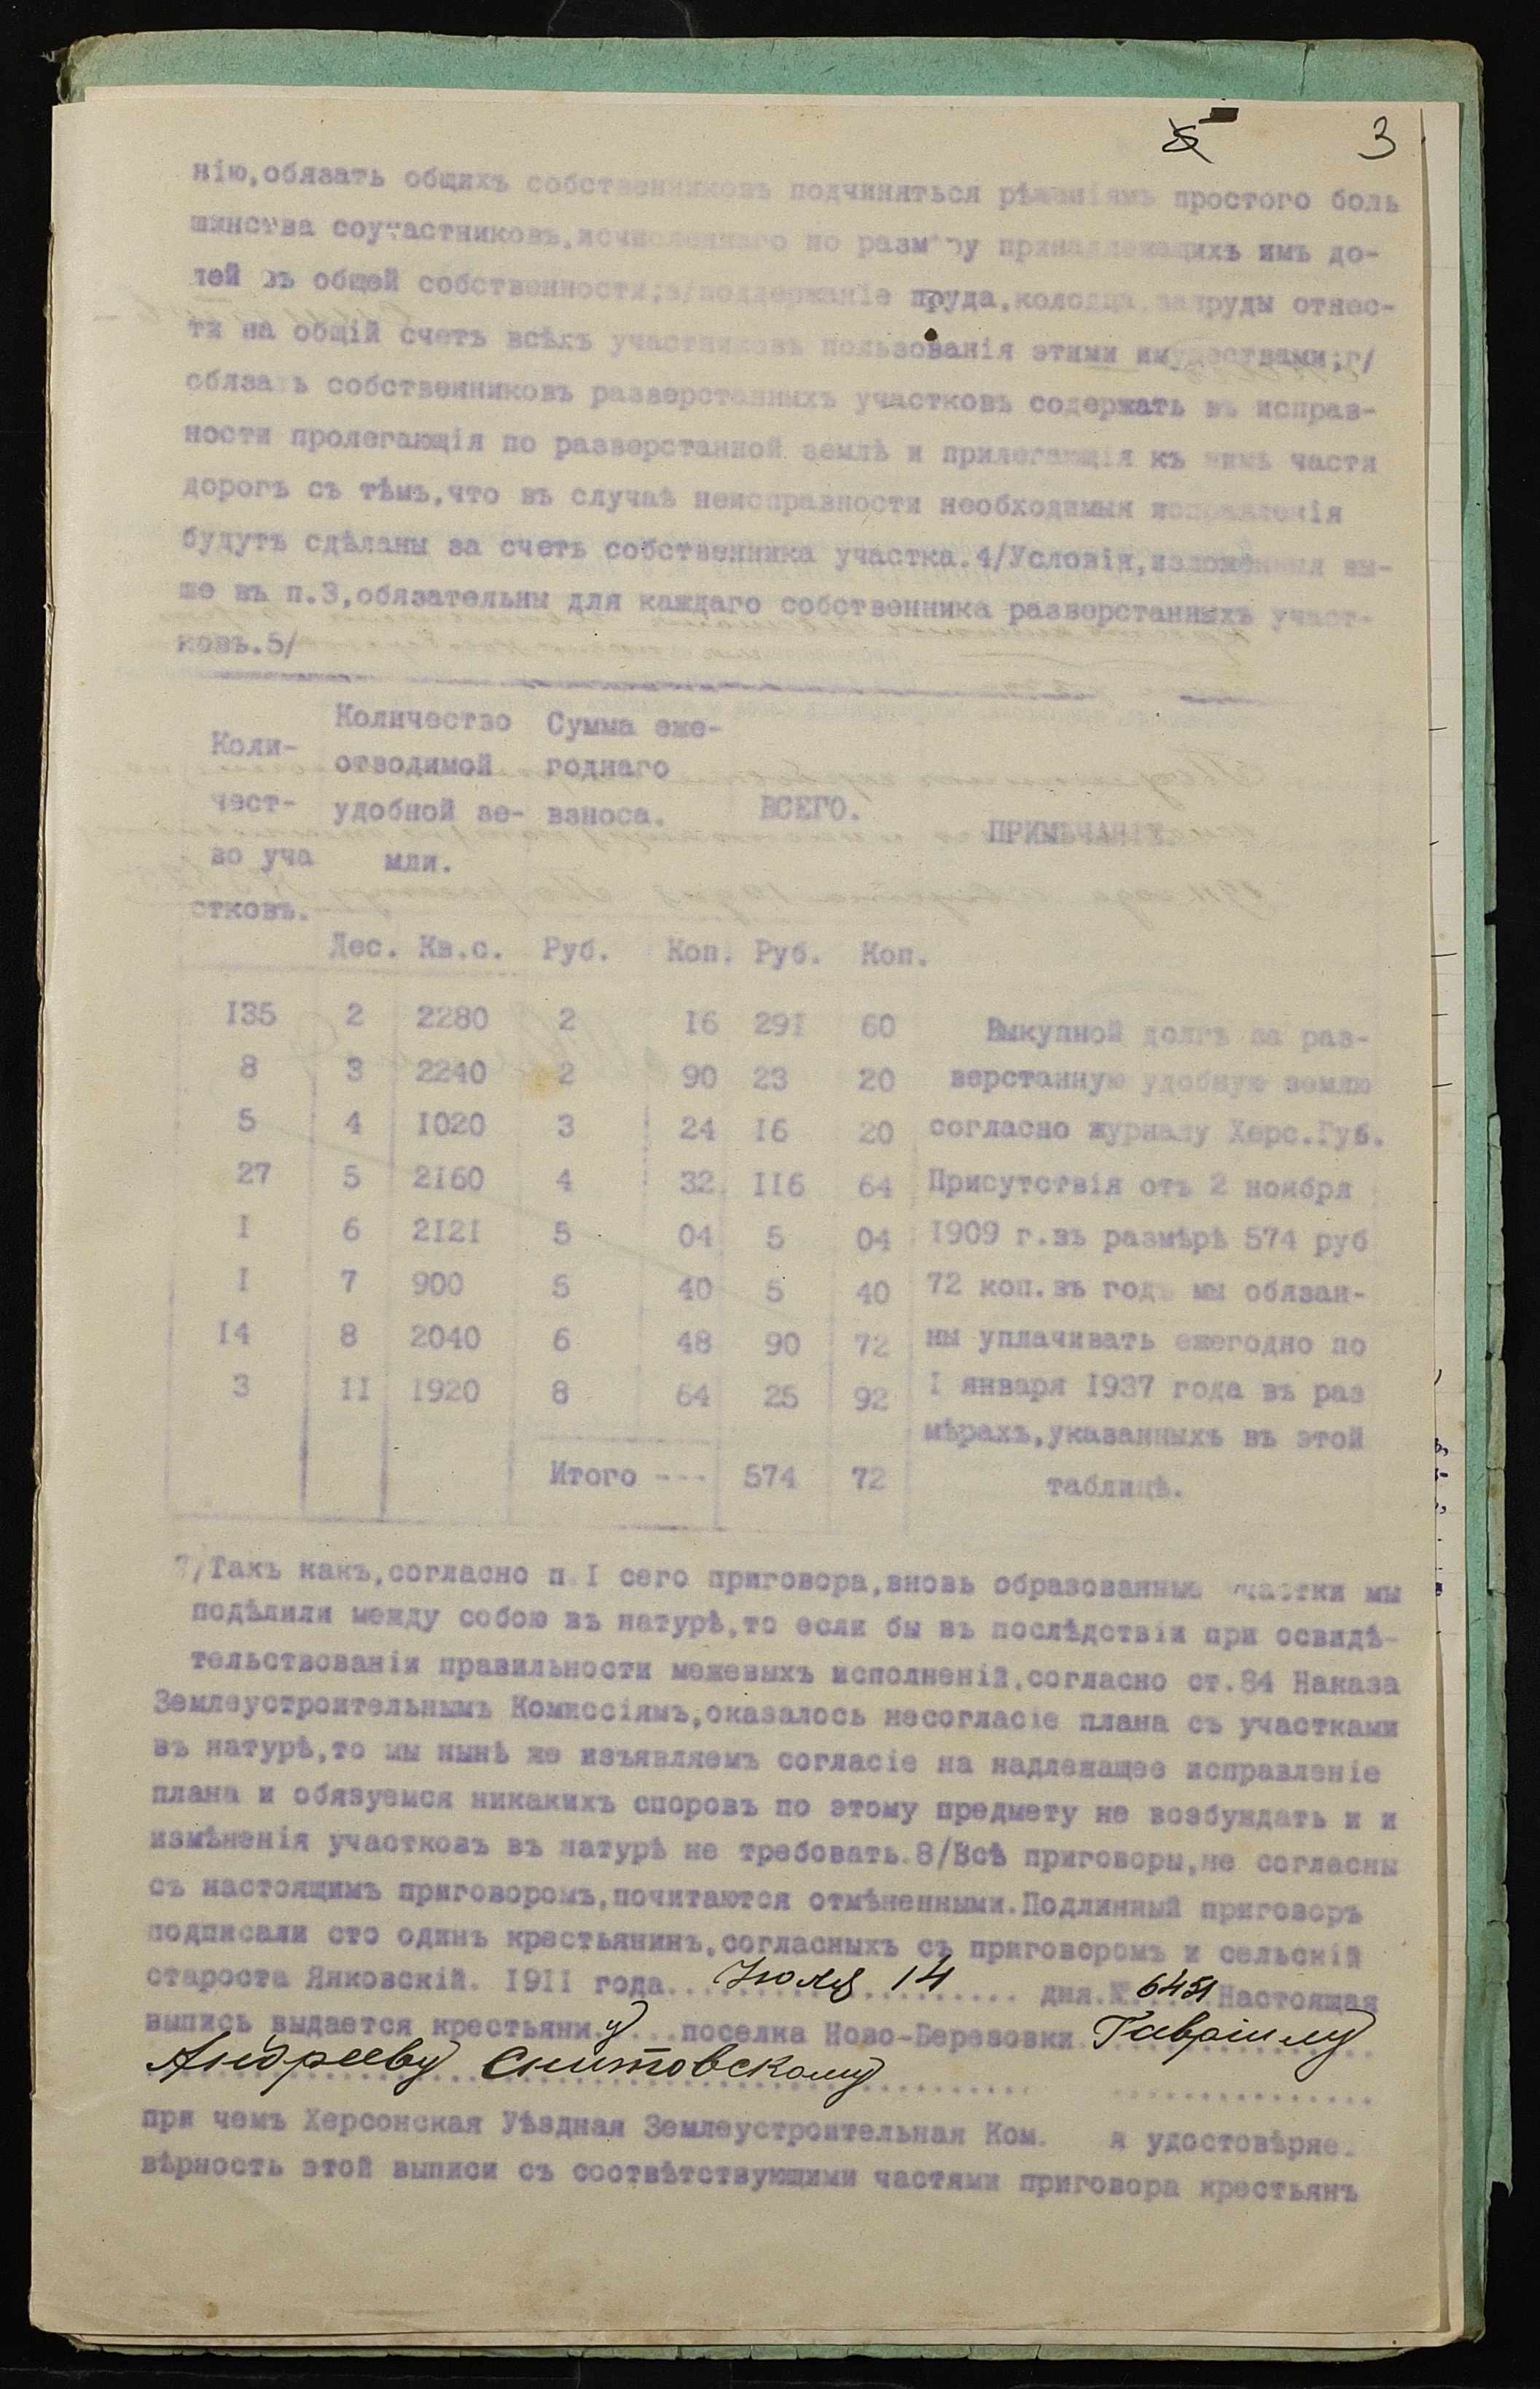 3
нію,обязать общихъ собственниковъ подчиняться рѣшеніямъ простого боль
шинства соучастниковъ,исчисленнаго по размѣру принадлежащихъ имъ до-
лей въ общей собственности;в/поддержаніе пруда,колодца,запруды отнес-
ти на общій счетъ всѣхъ участниковъ пользованія этими имуществами;г/
обязать собственниковъ разверстанныхъ участковъ содержать въ исправ-
ности пролегающія по разверстанной землѣ и прилегающія къ нимъ части
дорогъ съ тѣмъ,что въ случаѣ неисправности необходимыя исправленія
будутъ сдѣланы за счетъ собственника участка.4/Условія,изложенныя вы-
ше въ п.3,обязательны для каждаго собственника разверстанныхъ участ-
ковъ.5/
Коли-
чест-
во уча
стковъ.
Количество
отводимой
удобной зе-
мли.
Сумма еже-
годнаго
взноса.
ВСЕГО.
ПРИМѢЧАНІЕ.
Дес. Кв.с. Руб. Коп. Руб. Коп.
135 2 2280 2 16 291 60 Выкупной долгъ за раз-
8 3 2240 2 90 23 20 верстанную удобную землю
5 4 1020 3 24 16 20 согласно журналу Херс.Губ.
27 5 2160 4 32 116 64 Присутствія отъ 2 ноября
1 6 2121 5 04 5 04 1909 г.въ размѣрѣ 574 руб
1 7 900 5 40 5 40 72 коп.въ годъ мы обязан-
14 8 2040 6 48 90 72 ны уплачивать ежегодно по
3 11 1920 8 64 25 92 1 января 1937 года въ раз
мѣрахъ,указанныхъ въ этой
Итого --- 574 72 таблицѣ.
7/Такъ какъ,согласно п.I сего приговора,вновь образованные участки мы
подѣлили между собою въ натурѣ,то если бы въ послѣдствіи при освидѣ-
тельствованіи правильности межевыхъ исполненій,согласно ст.84 Наказа
Землеустроительнымъ Комиссіямъ,оказалось несогласіе плана съ участками
въ натурѣ,то мы нынѣ же изъявляемъ согласіе на надлежащее исправленіе
плана и обязуемся никакихъ споровъ по этому предмету не возбуждать и и
измѣненія участковъ въ натурѣ не требовать.8/Всѣ приговоры,не согласны
съ настоящимъ приговоромъ,почитаются отмѣненными.Подлинный приговоръ
подписали сто одинъ крестьянинъ,согласныхъ съ приговоромъ и сельскій
староста Янковскій. 1911 года Іюля 14 дня.№ 6451 Настоящая
выпись выдается крестьянину поселка Ново-Березовки Гавріилу
Андрееву Снитовскому
при чемъ Херсонская Уѣздная Землеустроительная Ком. я удостовѣряе.
вѣрность этой выписи съ соотвѣтствующими частями приговора крестьянъ